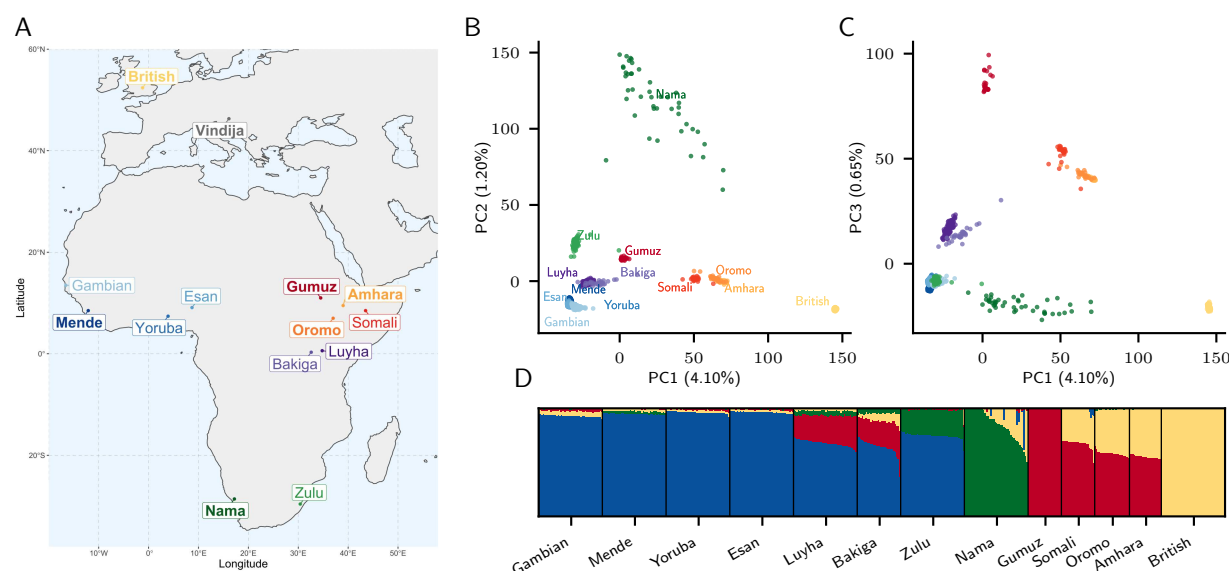 A
60°N
40°N
20°N
0°
20°S
Latitude
10°W
0°
10°E
20°E
30°E
40°E
50°E
Longitude
British
Vindija
Gambian
Esan
Gumuz
Amhara
Mende
Yoruba
Oromo
Somali
Bakiga
Luyha
Zulu
Nama
B
150
100
150
0
PC2 (1.20%)
0
50
100
150
PC1 (4.10%)
Nama
Zulu
Gumuz
Luyha
Bakiga
Oromo
Somali
Amhara
Esan
Mende
Yoruba
Gambian
British
C
100
50
0
PC3 (0.65%)
0
50
100
150
PC1 (4.10%)
D
Gambian
Mende
Yoruba
Esan
Luyha
Bakiga
Zulu
Nama
Gumuz
Somali
Oromo
Amhara
British